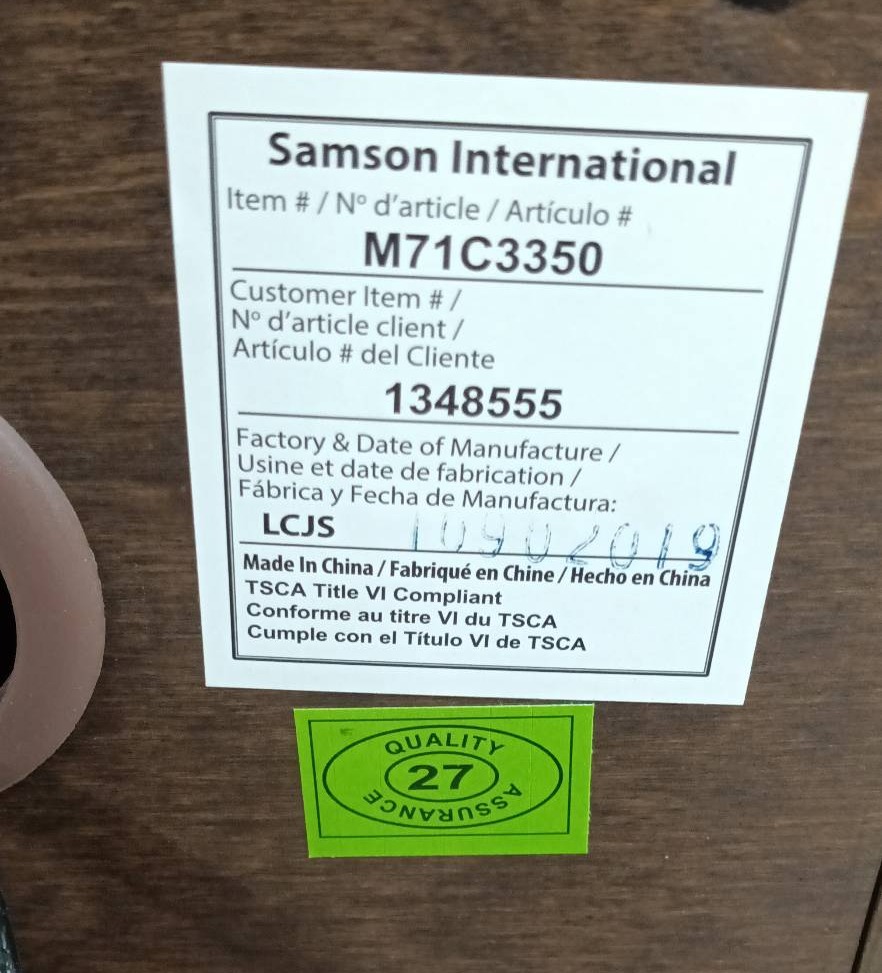 Samson International
Item # / Nº d'article / Artículo #
M71C3350
Customer Item # /
Nº d'article client /
Artículo # del Cliente
1348555
Factory & Date of Manufacture /
Usine et date de fabrication /
Fábrica y Fecha de Manufactura:
LCJS 10902019
Made In China / Fabriqué en Chine / Hecho en China
TSCA Title VI Compliant
Conforme au titre VI du TSCA
Cumple con el Título VI de TSCA
QUALITY
27
ASSURANCE